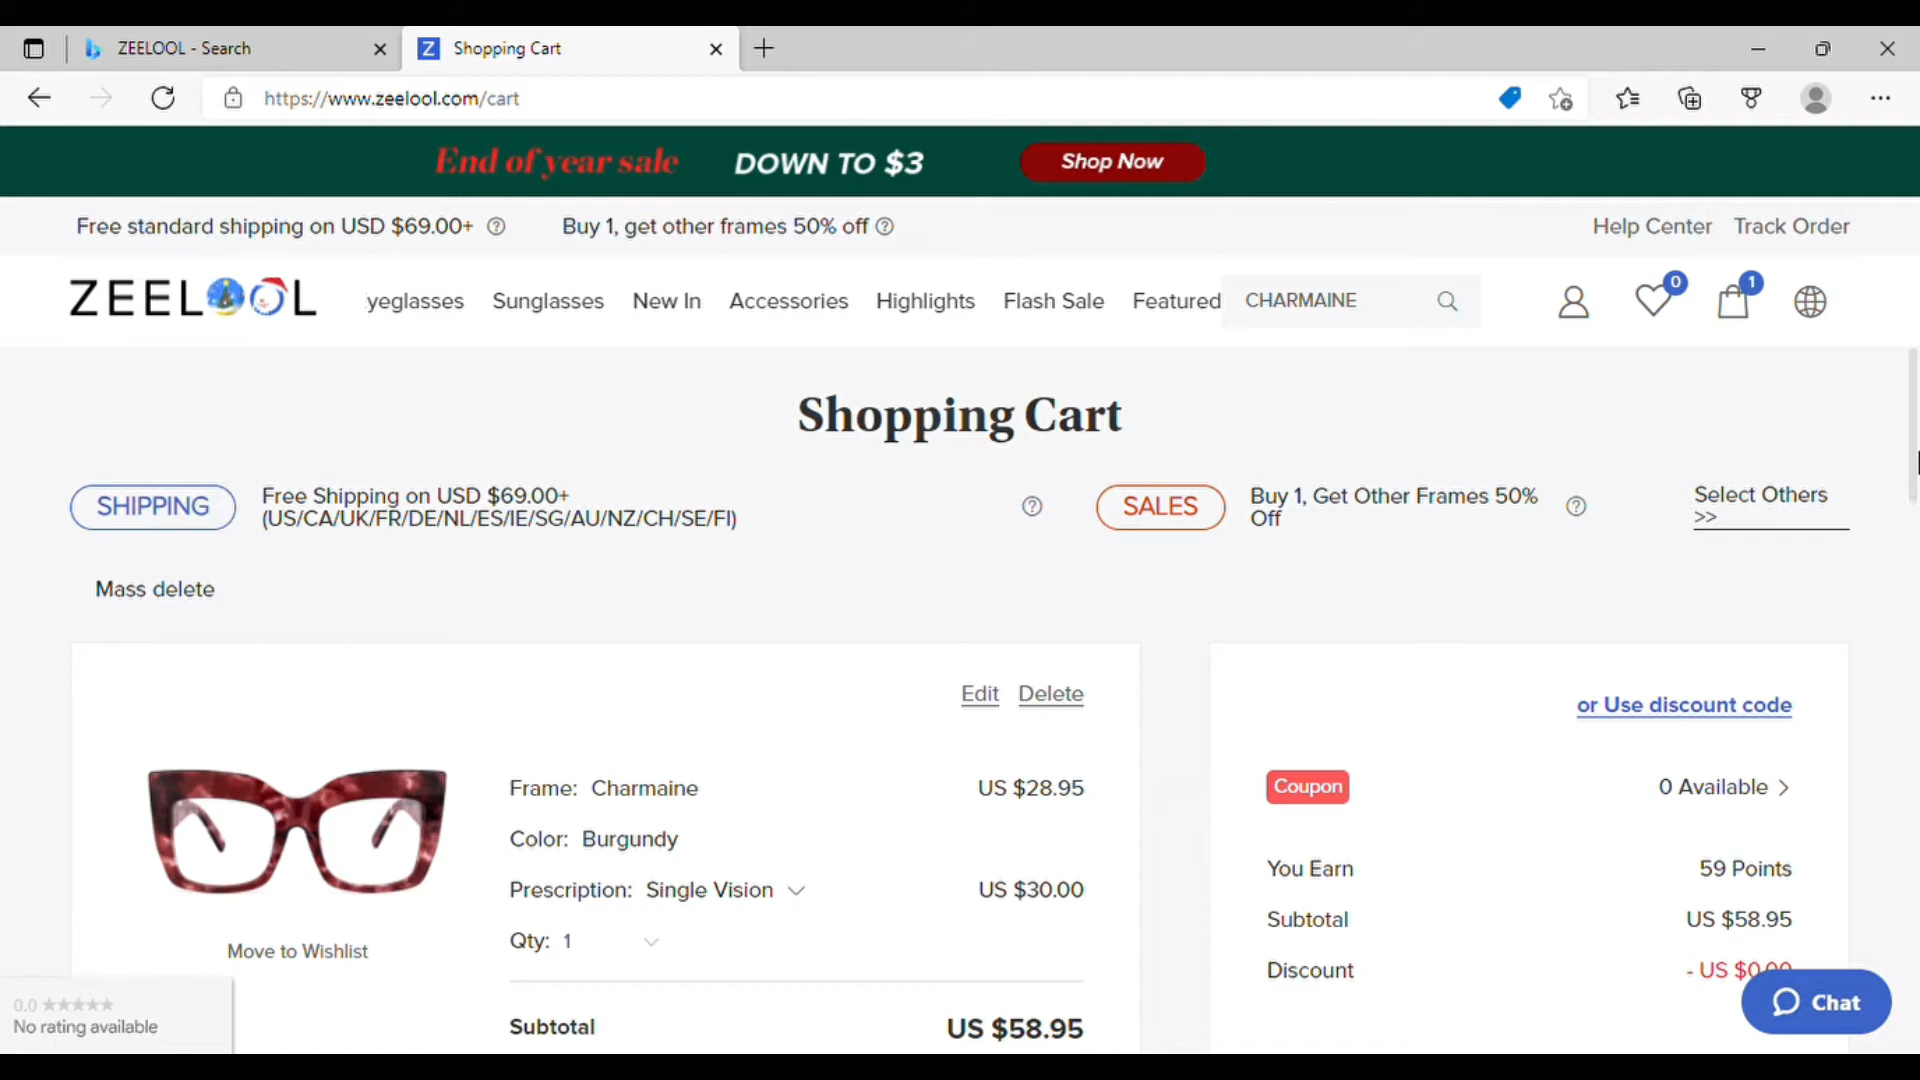 ZEELOOL - Search
Shopping Cart
https://www.zeelool.com/cart
End of year sale DOWN TO $3 Shop Now
Free standard shipping on USD $69.00+ Buy 1, get other frames 50% off Help Center Track Order
ZEELOOL yeglasses Sunglasses New In Accessories Highlights Flash Sale Featured CHARMAINE 0 1
Shopping Cart
SHIPPING
Free Shipping on USD $69.00+
(US/CA/UK/FR/DE/NL/ES/IE/SG/AU/NZ/CH/SE/FI)
SALES
Buy 1, Get Other Frames 50%
Off
Select Others
>>
Mass delete
Edit Delete
Frame: Charmaine US $28.95
Color: Burgundy
Prescription: Single Vision US $30.00
Qty: 1
Move to Wishlist
Subtotal US $58.95
or Use discount code
Coupon 0 Available >
You Earn 59 Points
Subtotal US $58.95
Discount - US $0.00
Chat
0.0 ★★★★★
No rating available